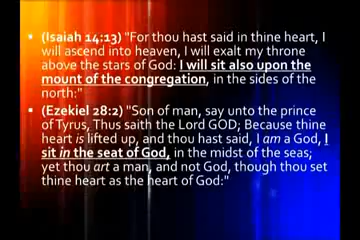 (Isaiah 14:13) "For thou hast said in thine heart, I
will ascend into heaven, I will exalt my throne
above the stars of God: I will sit also upon the
mount of the congregation, in the sides of the
north:"
(Ezekiel 28:2) "Son of man, say unto the prince
of Tyrus, Thus saith the Lord GOD; Because thine
heart is lifted up, and thou hast said, I am a God, I
sit in the seat of God, in the midst of the seas;
yet thou art a man, and not God, though thou set
thine heart as the heart of God:"